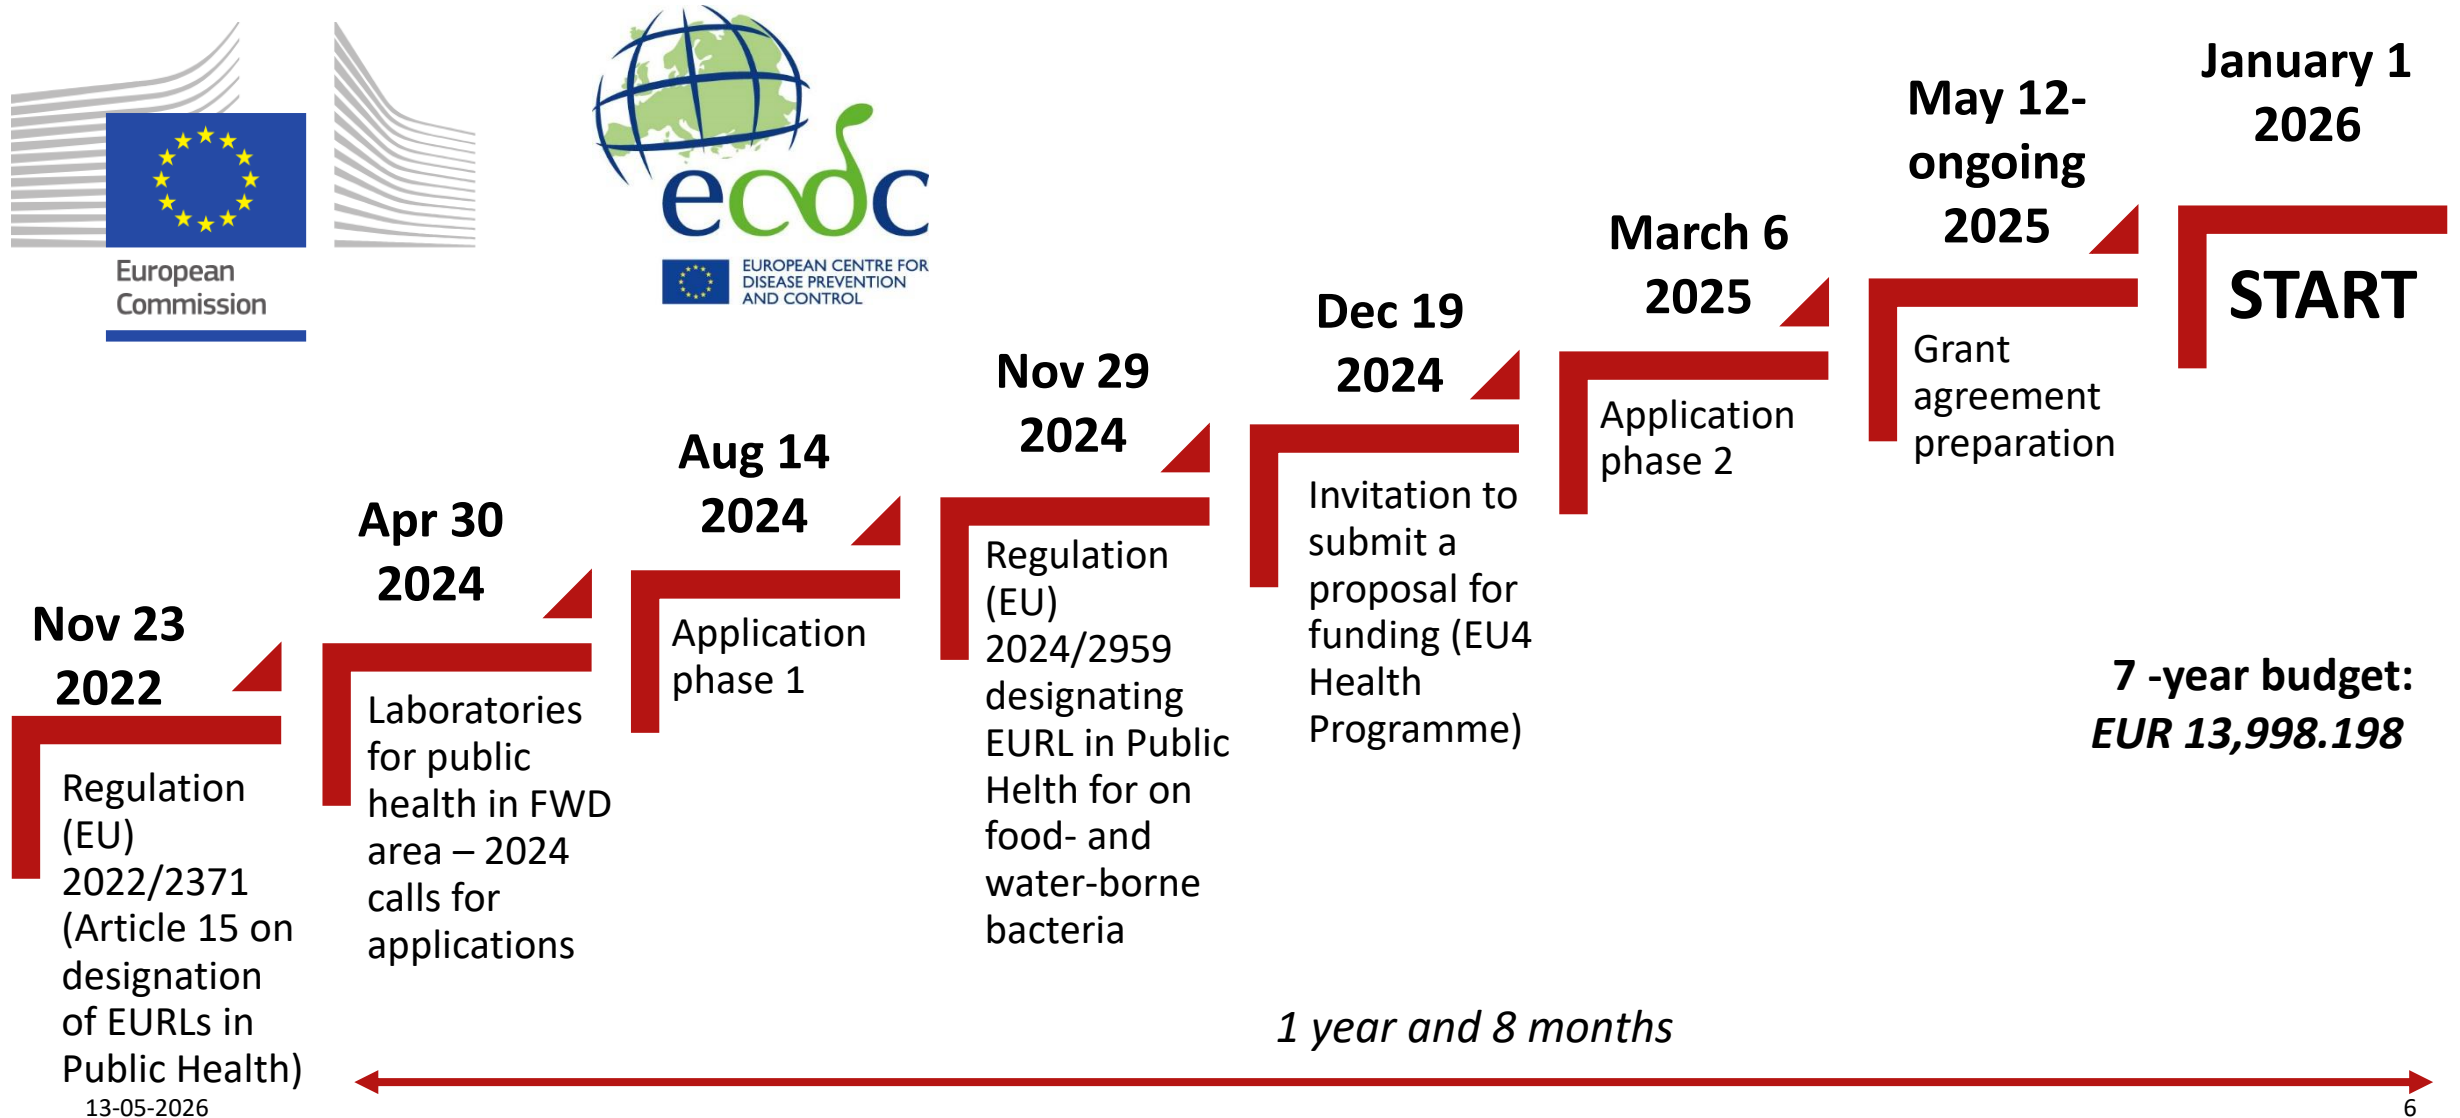 European
Commission
ecdc
EUROPEAN CENTRE FOR
DISEASE PREVENTION
AND CONTROL
Nov 23
2022
Regulation
(EU)
2022/2371
(Article 15 on
designation
of EURLs in
Public Health)
Apr 30
2024
Laboratories
for public
health in FWD
area – 2024
calls for
applications
Aug 14
2024
Application
phase 1
Nov 29
2024
Regulation
(EU)
2024/2959
designating
EURL in Public
Helth for on
food- and
water-borne
bacteria
Dec 19
2024
Invitation to
submit a
proposal for
funding (EU4
Health
Programme)
March 6
2025
Application
phase 2
May 12-
ongoing
2025
Grant
agreement
preparation
January 1
2026
START
7 -year budget:
EUR 13,998.198
1 year and 8 months
13-05-2026
6